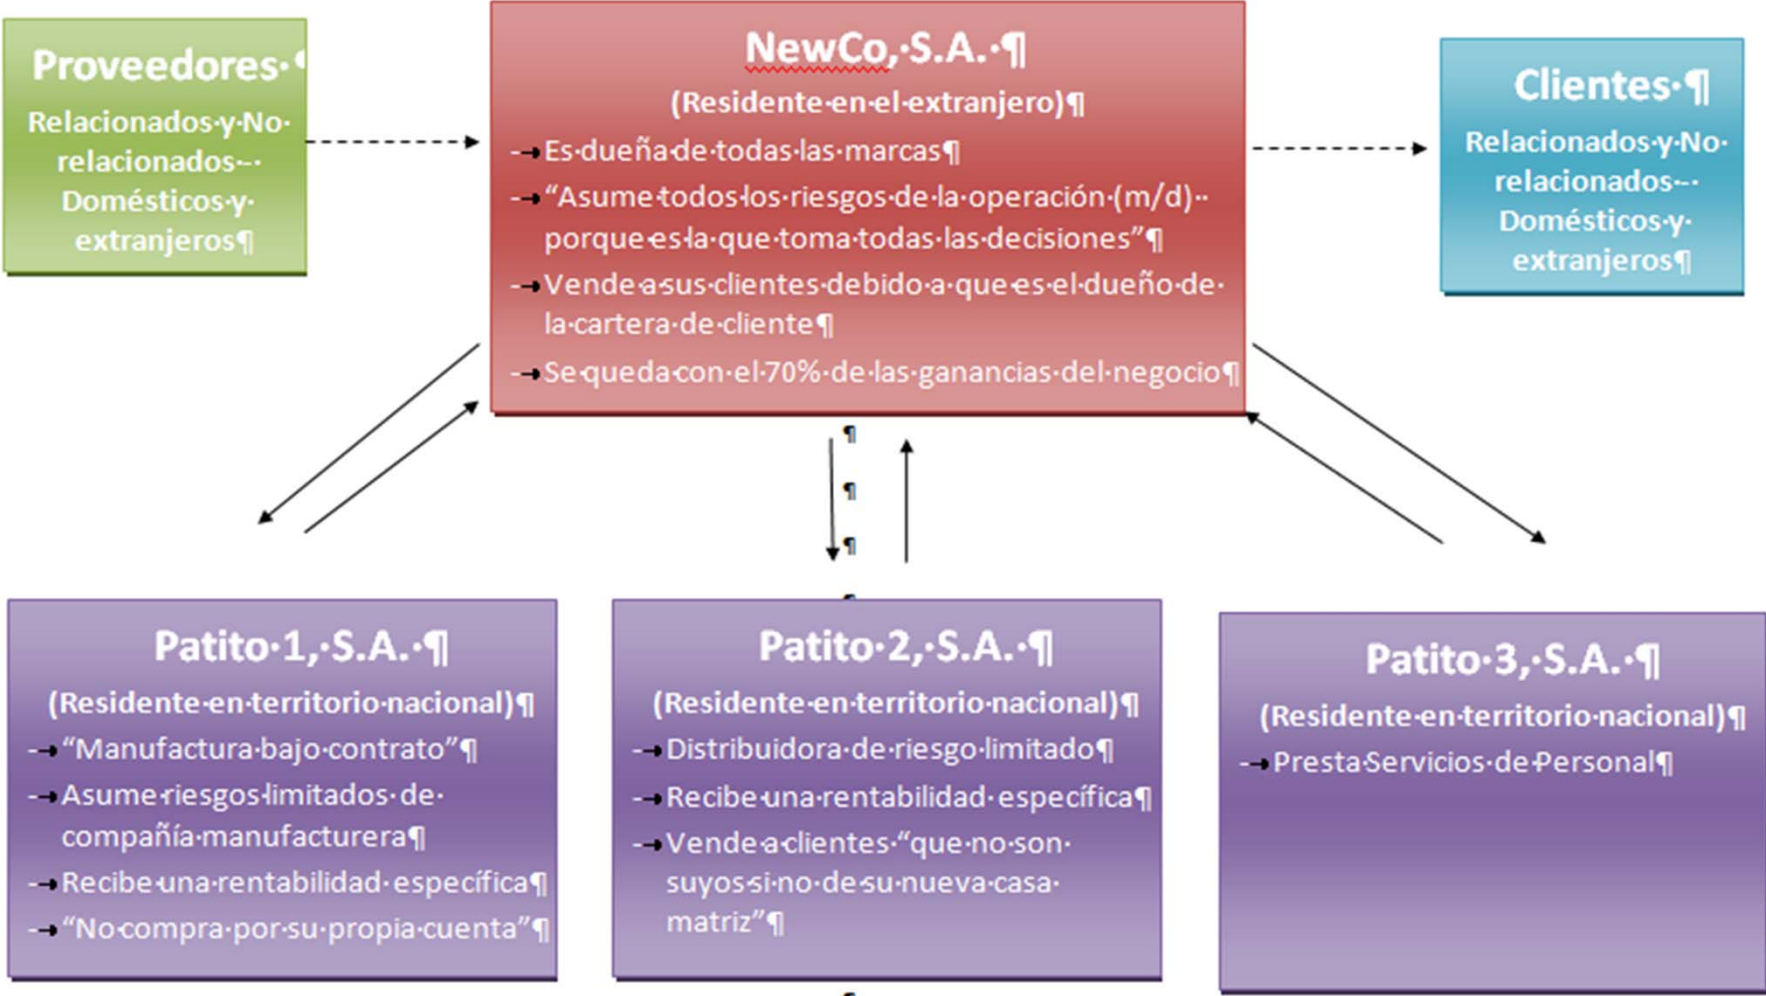 Proveedores
Relacionados y No
relacionados -
Domésticos y
extranjeros
NewCo, S.A.
(Residente en el extranjero)
Es dueña de todas las marcas
“Asume todos los riesgos de la operación (m/d)
porque es la que toma todas las decisiones”
Vende a sus clientes debido a que es el dueño de
la cartera de cliente
Se queda con el 70% de las ganancias del negocio
Clientes
Relacionados y No
relacionados -
Domésticos y
extranjeros
Patito 1, S.A.
(Residente en territorio nacional)
“Manufactura bajo contrato”
Asume riesgos limitados de
compañía manufacturera
Recibe una rentabilidad específica
“No compra por su propia cuenta”
Patito 2, S.A.
(Residente en territorio nacional)
Distribuidora de riesgo limitado
Recibe una rentabilidad específica
Vende a clientes “que no son
suyos si no de su nueva casa
matriz”
Patito 3, S.A.
(Residente en territorio nacional)
Presta Servicios de Personal